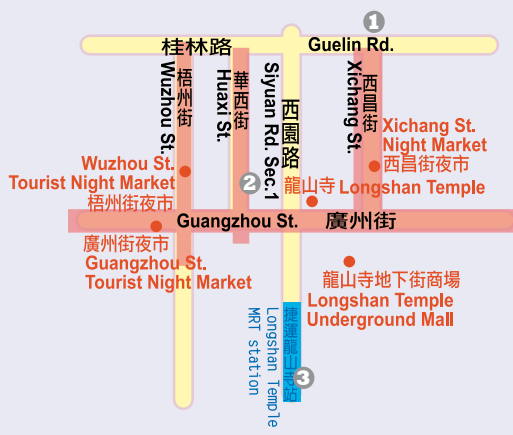 1
桂林路
Guelin Rd.
梧州街
Wuzhou St.
華西街
Huaxi St.
西園路
Siyuan Rd. Sec.1
西昌街
Xichang St.
Xichang St.
Night Market
西昌街夜市
Wuzhou St.
Tourist Night Market
梧州街夜市
2
龍山寺 Longshan Temple
Guangzhou St.
廣州街
廣州街夜市
Guangzhou St.
Tourist Night Market
龍山寺地下街商場
Longshan Temple
Underground Mall
捷運龍山寺站
Longshan Temple
MRT station
3